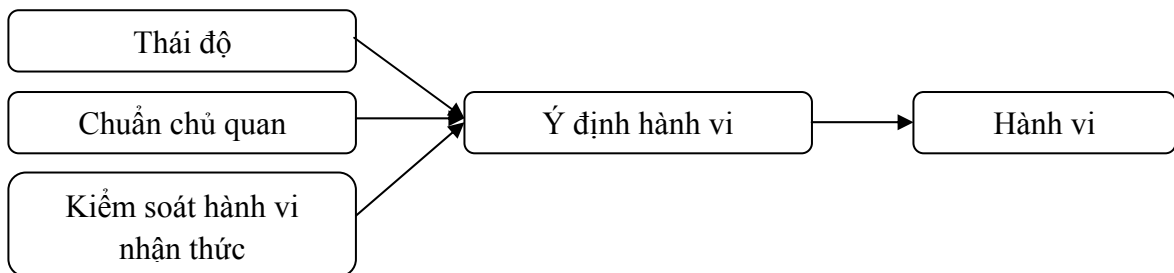 Thái độ
Chuẩn chủ quan
Kiểm soát hành vi
nhận thức
Ý định hành vi
Hành vi